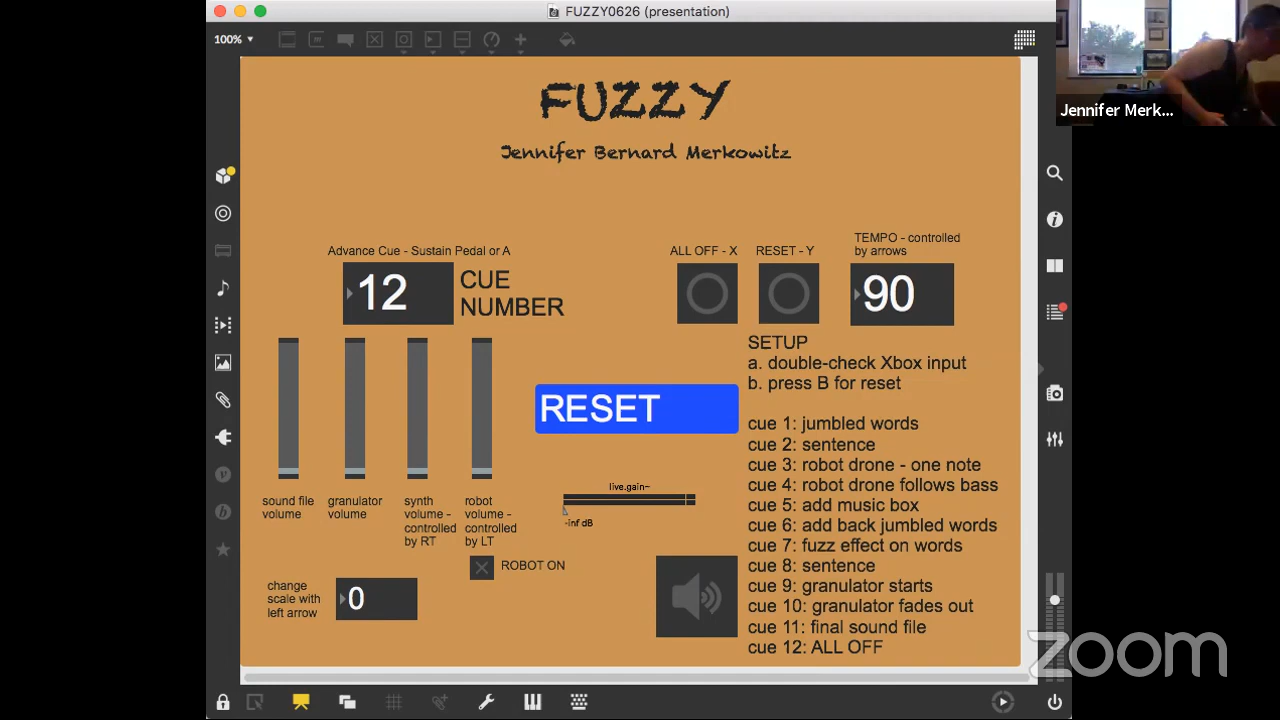 FUZZY0626 (presentation)
100%
FUZZY
Jennifer Bernard Merkowitz
Jennifer Merk...
Advance Cue - Sustain Pedal or A
12
CUE
NUMBER
ALL OFF - X
RESET - Y
TEMPO - controlled
by arrows
90
SETUP
a. double-check Xbox input
b. press B for reset
RESET
cue 1: jumbled words
cue 2: sentence
cue 3: robot drone - one note
cue 4: robot drone follows bass
cue 5: add music box
cue 6: add back jumbled words
cue 7: fuzz effect on words
cue 8: sentence
cue 9: granulator starts
cue 10: granulator fades out
cue 11: final sound file
cue 12: ALL OFF
live.gain~
-inf dB
sound file
volume
granulator
volume
synth
volume -
controlled
by RT
robot
volume -
controlled
by LT
ROBOT ON
change
scale with
left arrow
0
zoom